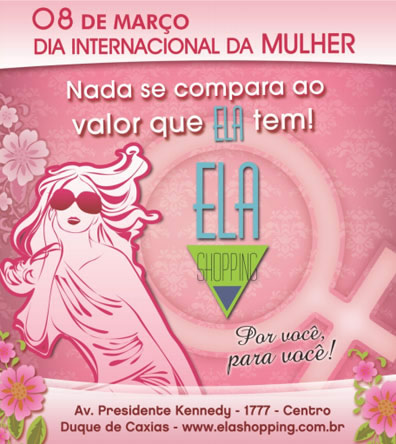 08 DE MARÇO
DIA INTERNACIONAL DA MULHER
Nada se compara ao
valor que ELA tem!
ELA
SHOPPING
Por você,
para você!
Av. Presidente Kennedy - 1777 - Centro
Duque de Caxias - www.elashopping.com.br